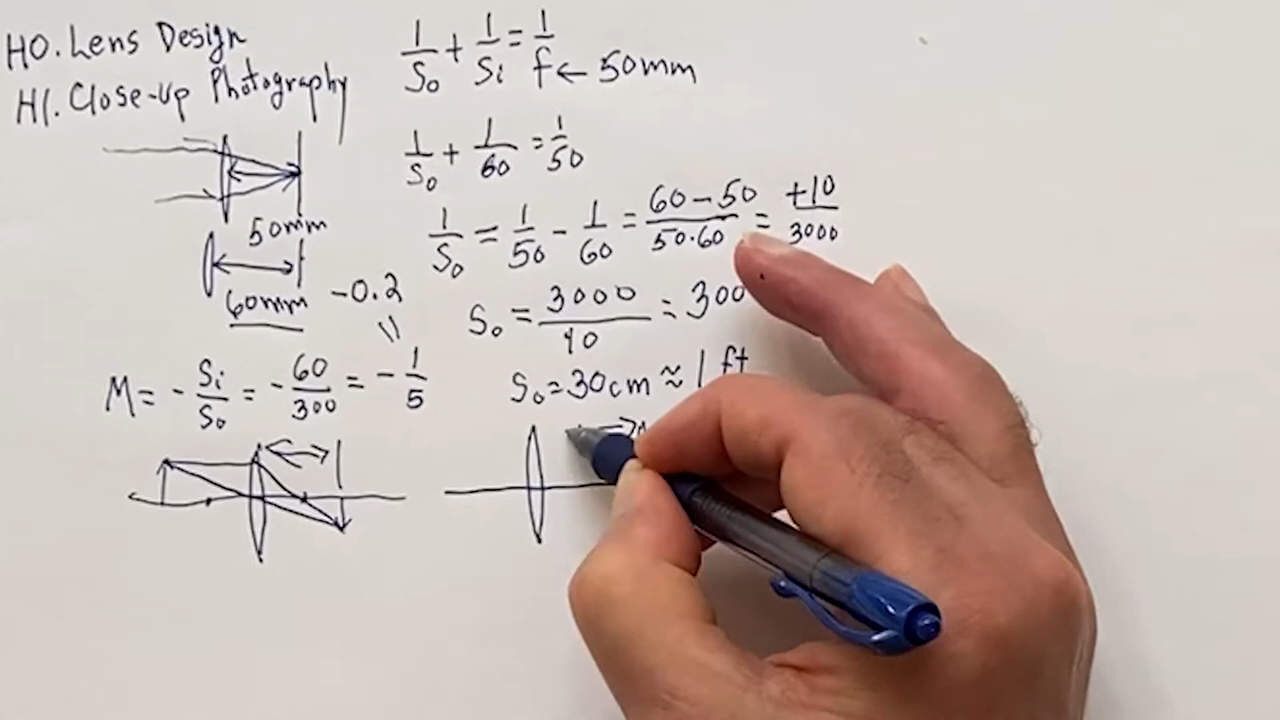 H0. Lens Design
H1. Close-Up Photography
1/So + 1/Si = 1/f ← 50mm
1/So + 1/60 = 1/50
1/So = 1/50 - 1/60 = 60-50/50·60 = +10/3000
50mm
60mm
-0.2
So = 3000/10 = 300
M = - Si/So = - 60/300 = - 1/5
So = 30cm ≈ 1 ft